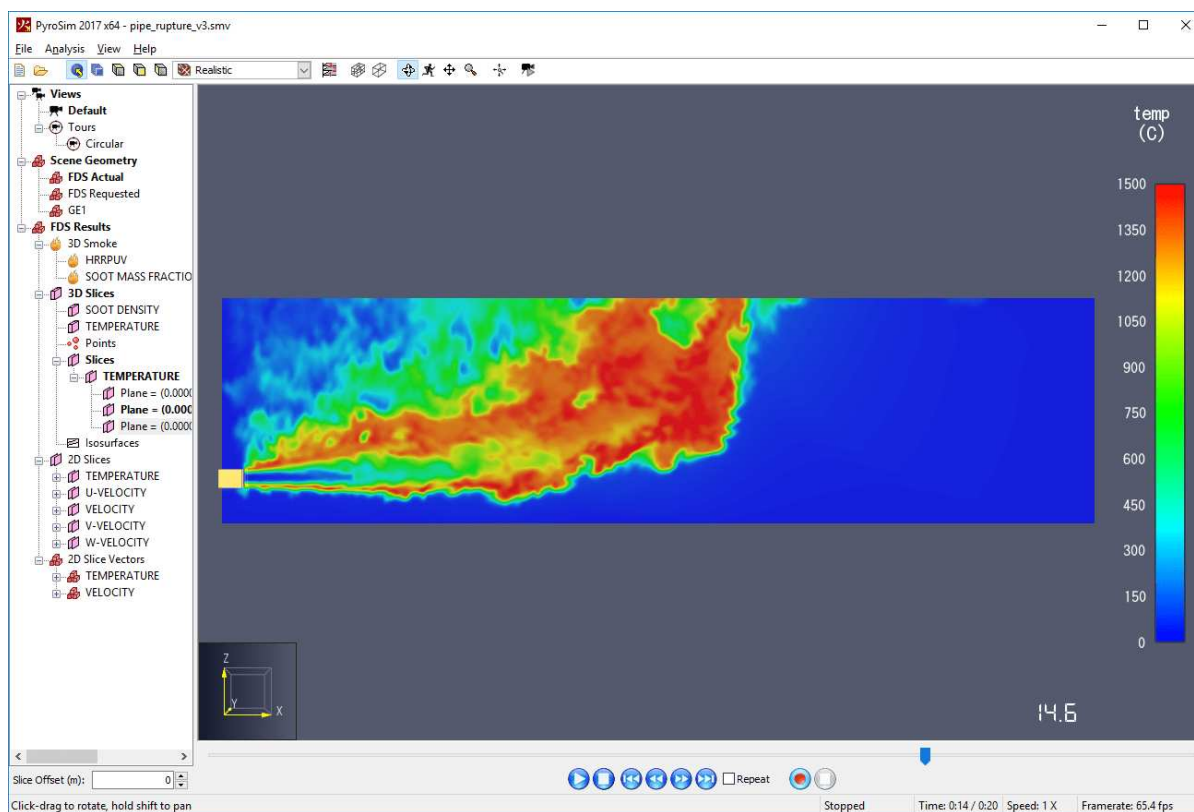 PyroSim 2017 x64 - pipe_rupture_v3.smv
File Analysis View Help
Realistic
Views
Default
Tours
Circular
Scene Geometry
FDS Actual
FDS Requested
GE1
FDS Results
3D Smoke
HRRPUV
SOOT MASS FRACTIO
3D Slices
SOOT DENSITY
TEMPERATURE
Points
Slices
TEMPERATURE
Plane = (0.0000
Plane = (0.000
Plane = (0.0000
Isosurfaces
2D Slices
TEMPERATURE
U-VELOCITY
VELOCITY
V-VELOCITY
W-VELOCITY
2D Slice Vectors
TEMPERATURE
VELOCITY
temp
(C)
1500
1350
1200
1050
900
750
600
450
300
150
0
Z
Y
X
14.6
Slice Offset (m): 0
Repeat
Click-drag to rotate, hold shift to pan
Stopped Time: 0:14 / 0:20 Speed: 1 X Framerate: 65.4 fps